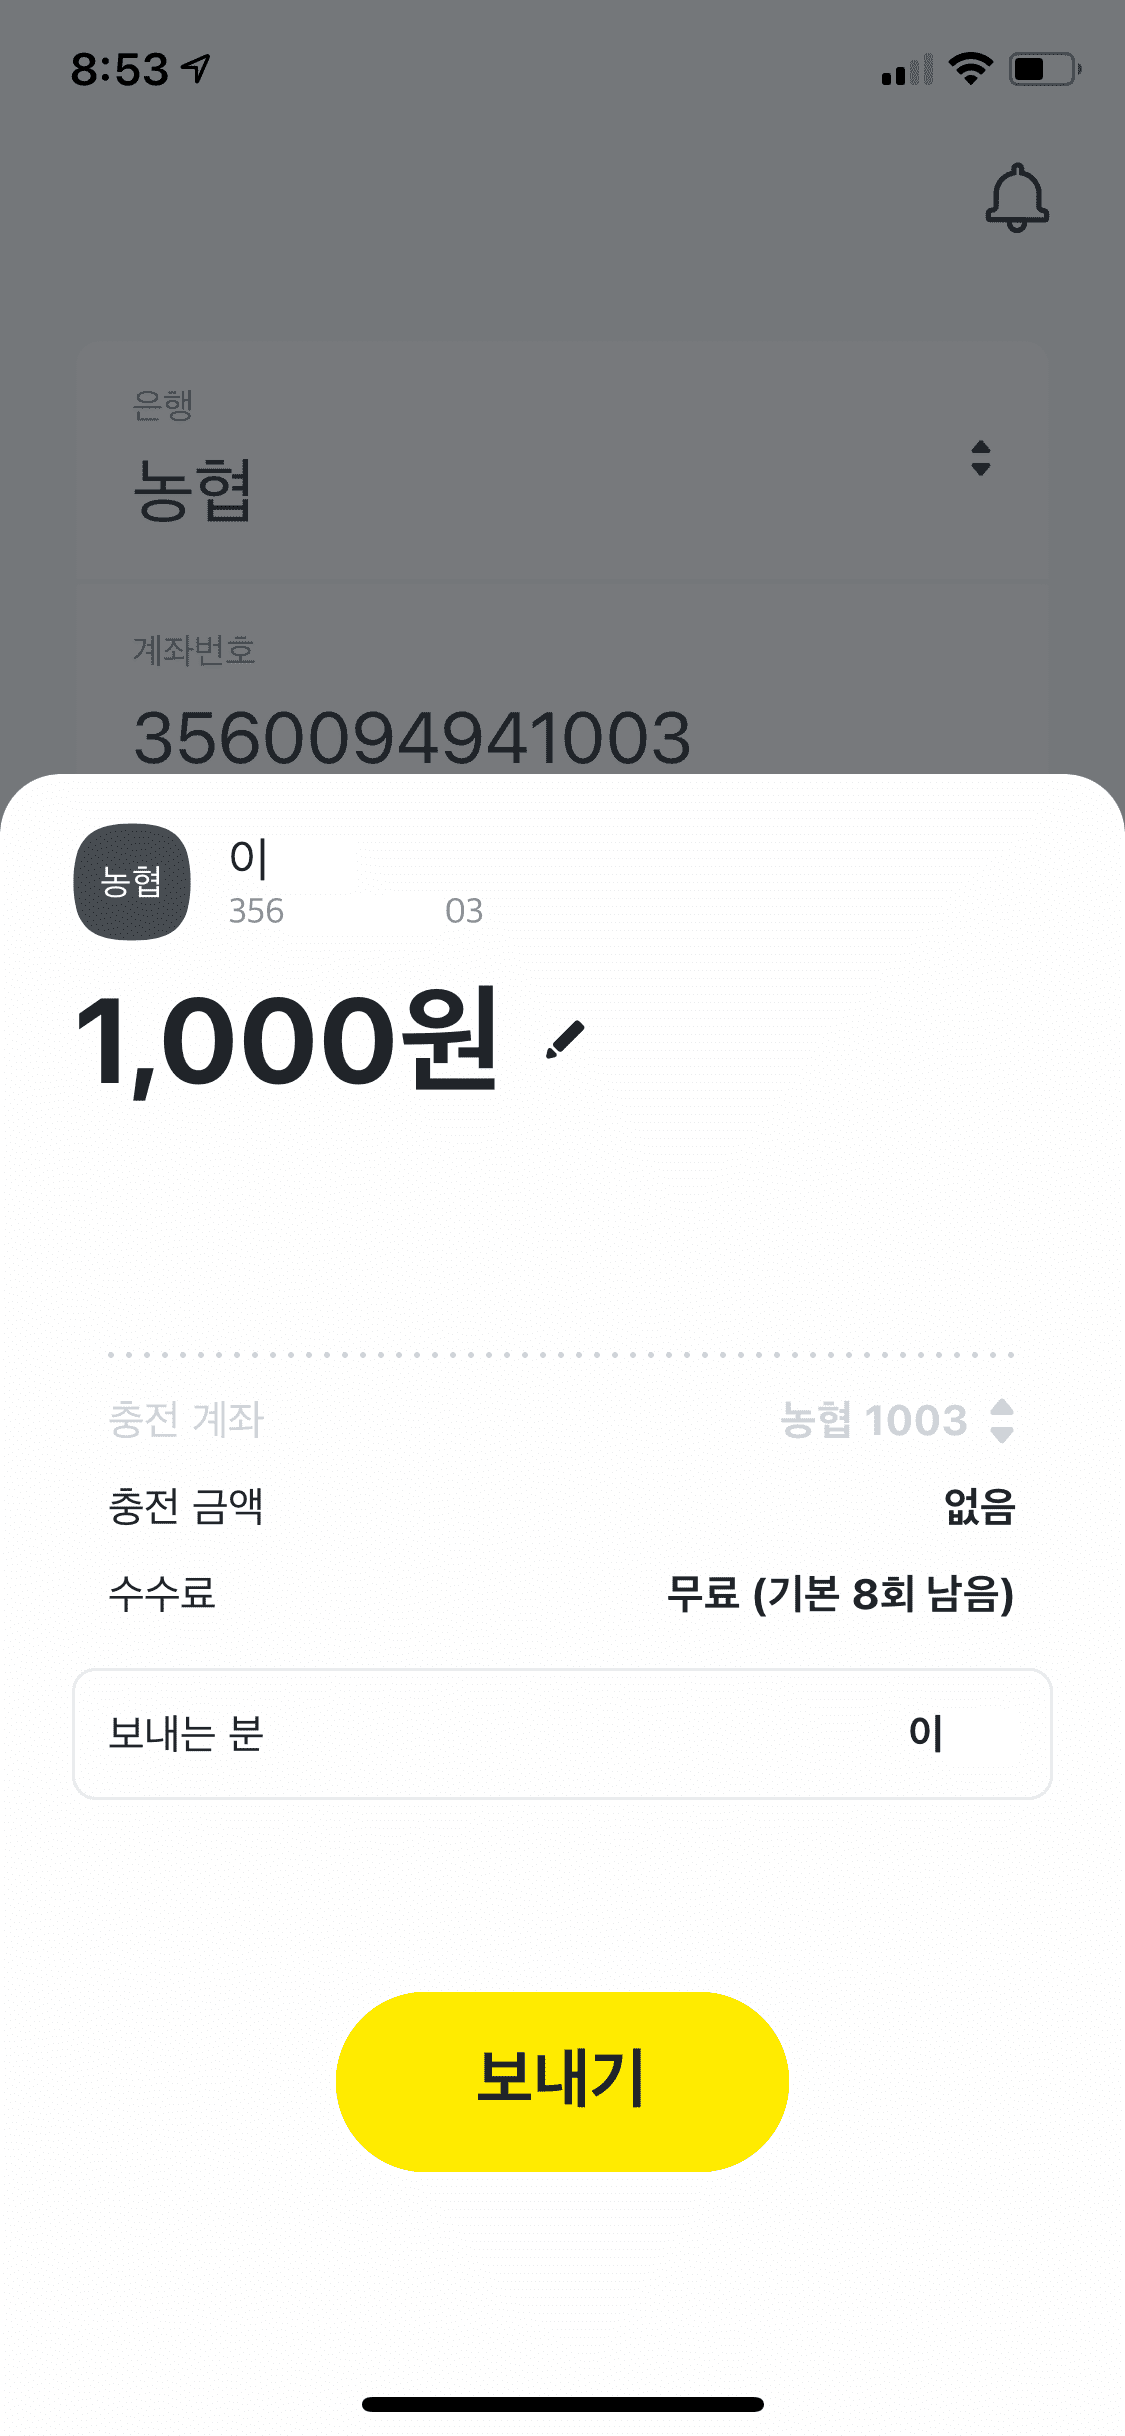 8:53
은행
농협
계좌번호
3560094941003
농협
이
356 03
1,000원
충전 계좌 농협 1003
충전 금액 없음
수수료 무료 (기본 8회 남음)
보내는 분 이
보내기